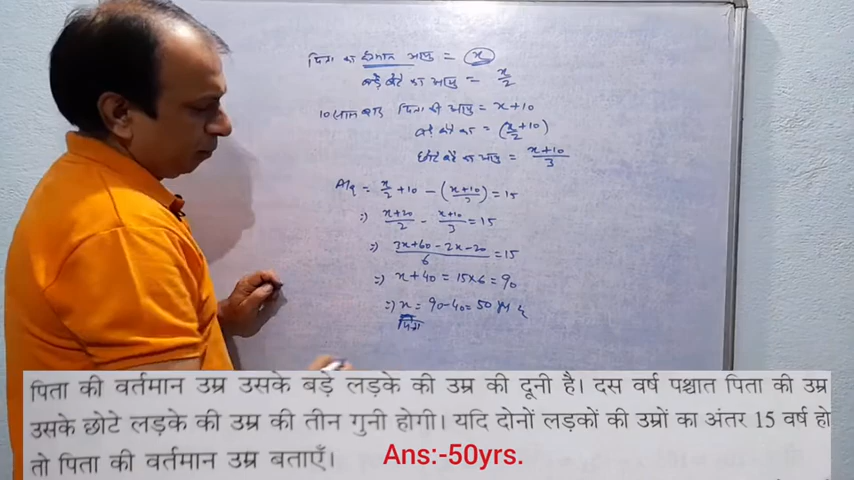 पिता का वर्तमान आयु = x
बड़े बेटे का आयु = x/2
10 साल बाद पिता की आयु = x+10
बड़े बेटे का = (x/2+10)
छोटे बेटे का आयु = x+10/3
ATQ = x/2+10 - (x+10/3) = 15
⇒) x+20/2 - x+10/3 = 15
⇒) 3x+60-2x-20/6 = 15
⇒) x+40 = 15x6 = 90
⇒) x = 90-40 = 50
पिता
पिता की वर्तमान उम्र उसके बड़े लड़के की उम्र की दूनी है। दस वर्ष पश्चात पिता की उम्र
उसके छोटे लड़के की उम्र की तीन गुनी होगी। यदि दोनों लड़कों की उम्रों का अंतर 15 वर्ष हो
तो पिता की वर्तमान उम्र बताएँ।
Ans:-50yrs.